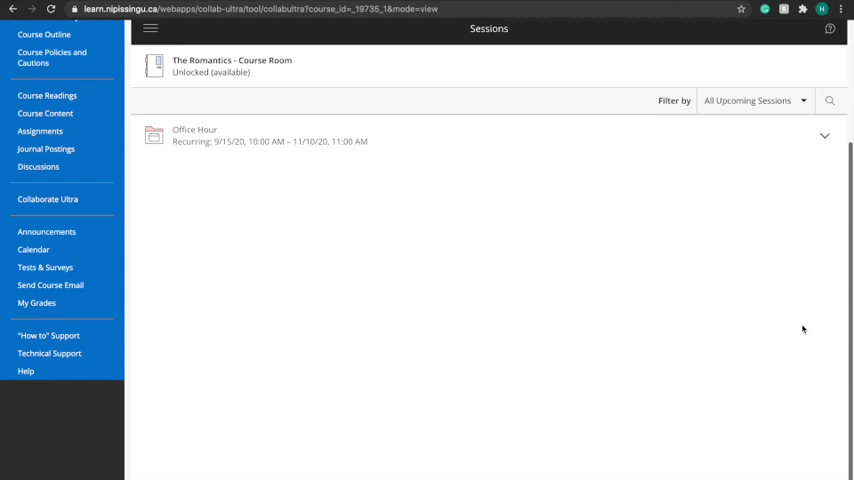 learn.nipissingu.ca/webapps/collab-ultra/tool/collabultra?course_id=_19735_1&mode=view
H
Sessions
Course Outline
Course Policies and
Cautions
Course Readings
Course Content
Assignments
Journal Postings
Discussions
Collaborate Ultra
Announcements
Calendar
Tests & Surveys
Send Course Email
My Grades
"How to" Support
Technical Support
Help
The Romantics - Course Room
Unlocked (available)
Filter by All Upcoming Sessions
Office Hour
Recurring: 9/15/20, 10:00 AM – 11/10/20, 11:00 AM